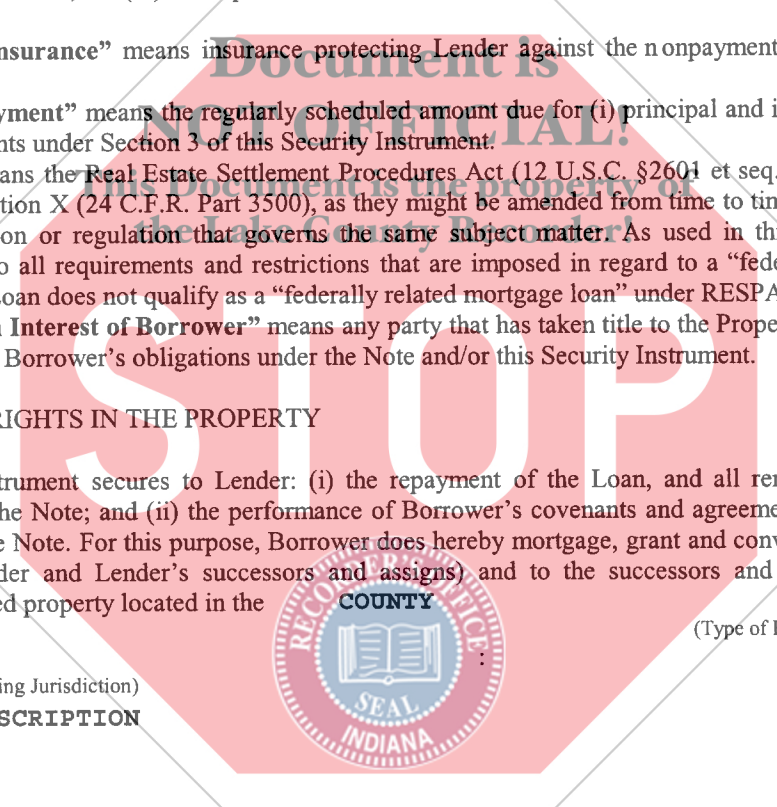 Document is
nsurance” means insurance protecting Lender against the nonpayment
NOT OFFICIAL!
yment” means the regularly scheduled amount due for (i) principal and i
nts under Section 3 of this Security Instrument.
ans the Real Estate Settlement Procedures Act (12 U.S.C. §2601 et seq.
This Document is the property of
tion X (24 C.F.R. Part 3500), as they might be amended from time to tim
the Lake County Recorder!
on or regulation that governs the same subject matter. As used in thi
o all requirements and restrictions that are imposed in regard to a “fede
Loan does not qualify as a “federally related mortgage loan” under RESPA
n Interest of Borrower” means any party that has taken title to the Prope
Borrower’s obligations under the Note and/or this Security Instrument.
STOP
RIGHTS IN THE PROPERTY
trument secures to Lender: (i) the repayment of the Loan, and all ren
he Note; and (ii) the performance of Borrower’s covenants and agreeme
e Note. For this purpose, Borrower does hereby mortgage, grant and conv
der and Lender’s successors and assigns) and to the successors and
ed property located in the COUNTY
(Type of
:
ing Jurisdiction)
SCRIPTION
RECORDER'S OFFICE
SEAL
INDIANA